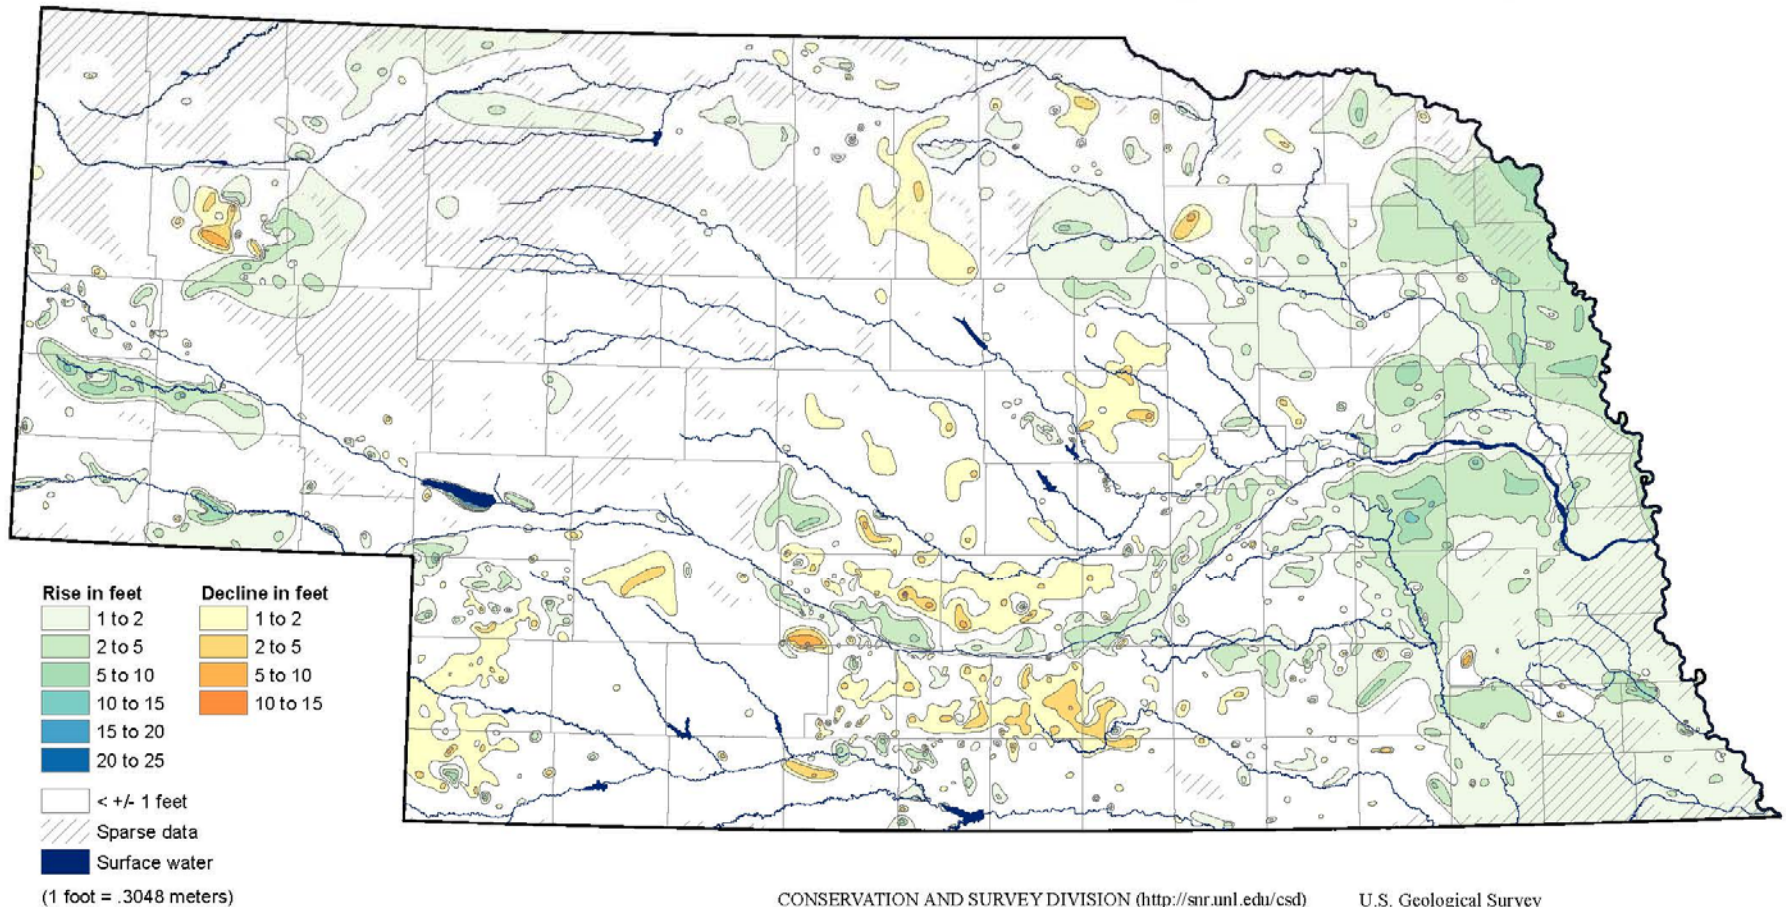 Rise in feet
1 to 2
2 to 5
5 to 10
10 to 15
15 to 20
20 to 25
Decline in feet
1 to 2
2 to 5
5 to 10
10 to 15
< +/- 1 feet
Sparse data
Surface water
(1 foot = .3048 meters)
CONSERVATION AND SURVEY DIVISION (http://snr.unl.edu/csd)
U.S. Geological Survey